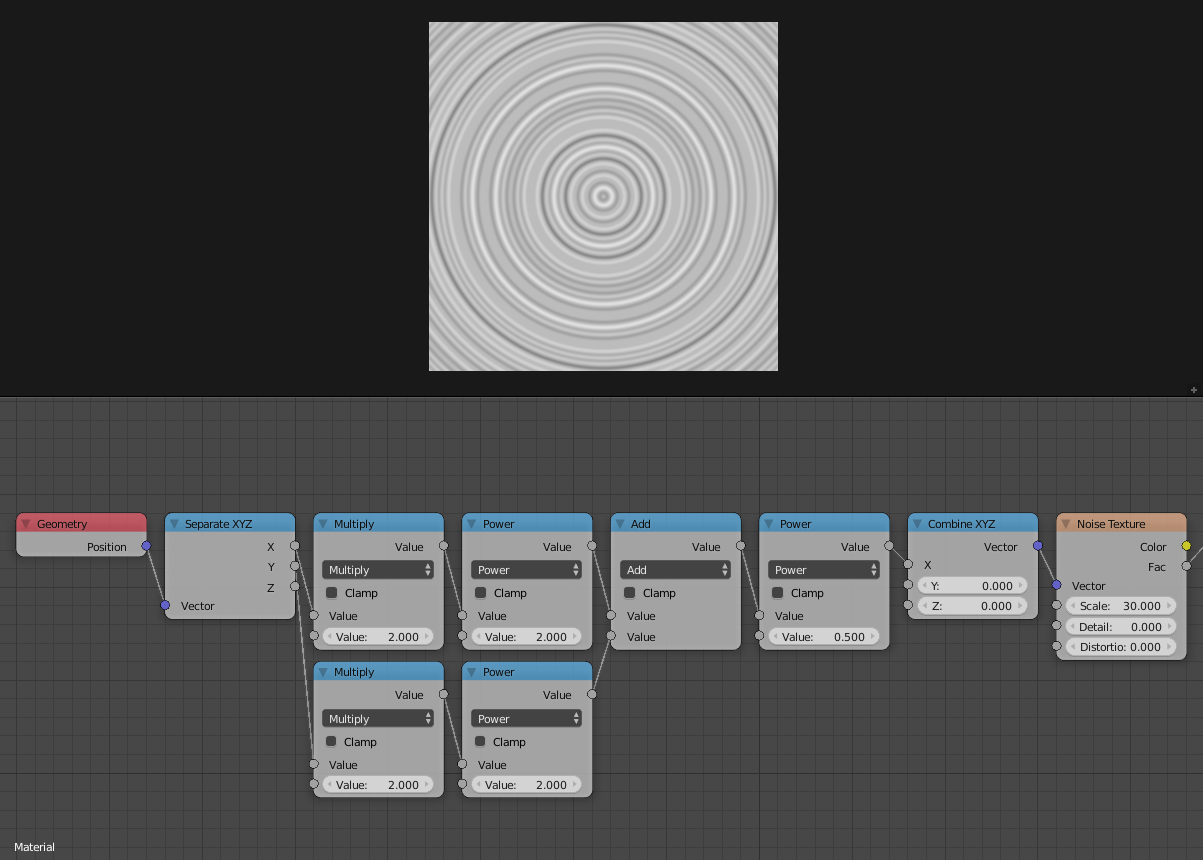 Geometry
Position
Separate XYZ
X
Y
Z
Vector
Multiply
Value
Multiply
Clamp
Value
Value: 2.000
Power
Value
Power
Clamp
Value
Value: 2.000
Add
Value
Add
Clamp
Value
Value
Power
Value
Power
Clamp
Value
Value: 0.500
Combine XYZ
Vector
X
Y: 0.000
Z: 0.000
Noise Texture
Color
Fac
Vector
Scale: 30.000
Detail: 0.000
Distortio: 0.000
Multiply
Value
Multiply
Clamp
Value
Value: 2.000
Power
Value
Power
Clamp
Value
Value: 2.000
Material